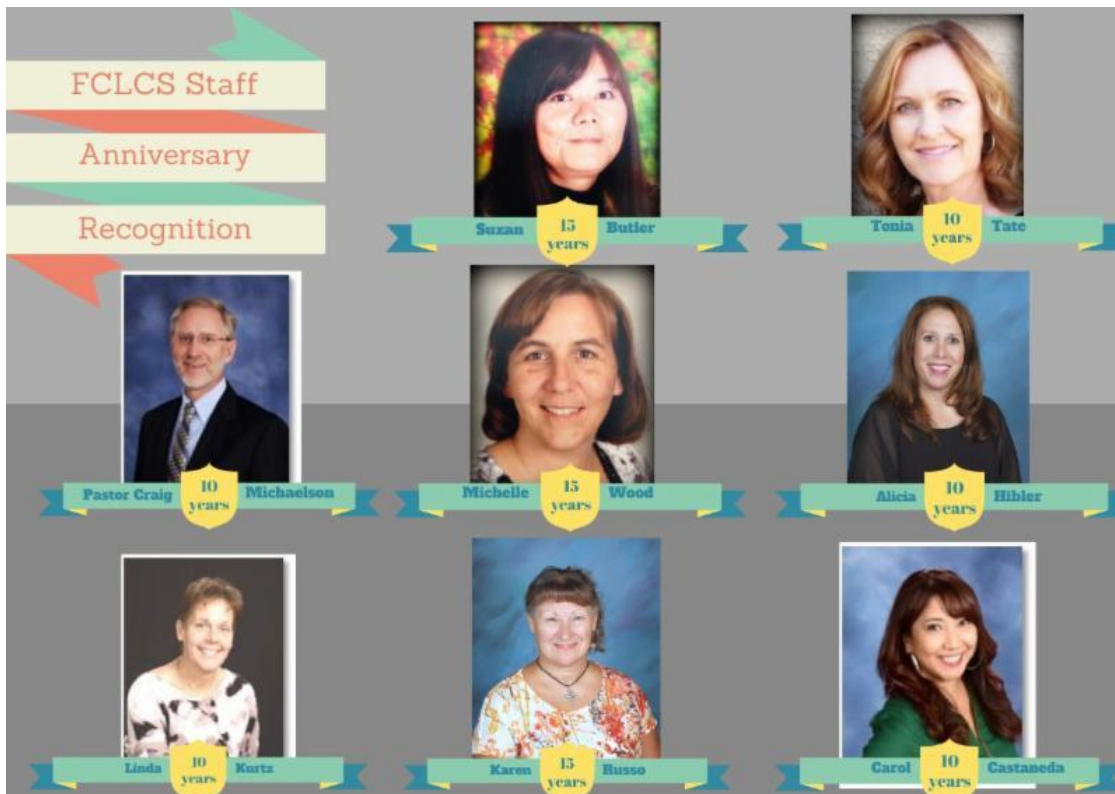 FCLCS Staff
Anniversary
Recognition
Suzan 15 years Butler
Tonia 10 years Tate
Pastor Craig 10 years Michaelson
Michelle 15 years Wood
Alicia 10 years Hibler
Linda 10 years Kurtz
Karen 15 years Russo
Carol 10 years Castaneda